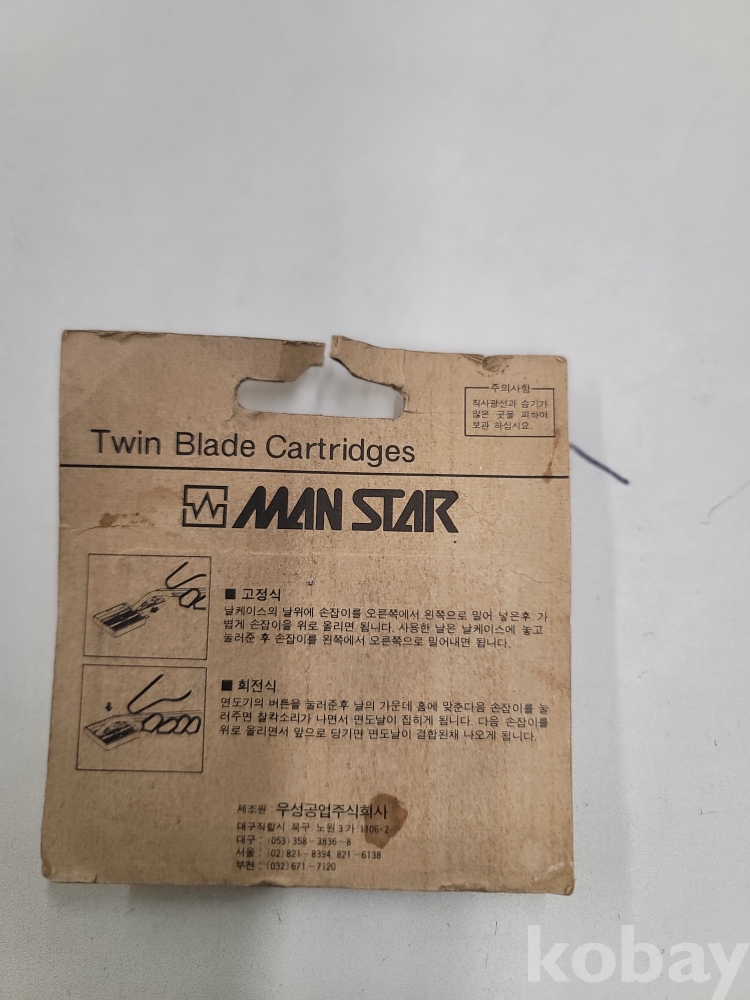 주의사항
직사광선과 습기가
많은 곳을 피하여
보관 하십시요.
Twin Blade Cartridges
MAN STAR
■ 고정식
날케이스의 날위에 손잡이를 오른쪽에서 왼쪽으로 밀어 넣은후 가
볍게 손잡이을 위로 올리면 됩니다. 사용한 날은 날케이스에 놓고
눌러준 후 손잡이를 왼쪽에서 오른쪽으로 밀어내면 됩니다.
■ 회전식
면도기의 버튼을 눌러준후 날의 가운데 홈에 맞춘다음 손잡이를 눌
러주면 찰칵소리가 나면서 면도날이 집히게 됩니다. 다음 손잡이를
위로 올리면서 앞으로 당기만 면도날이 결합된채 나오게 됩니다.
제조원 : 우성공업주식회사
대구직할시 북구 노원 3 가 1106-2
대구 : (053) 358-3836-8
서울 : (02) 821-8394, 821-6138
부천 : (032) 671-7120
kobay